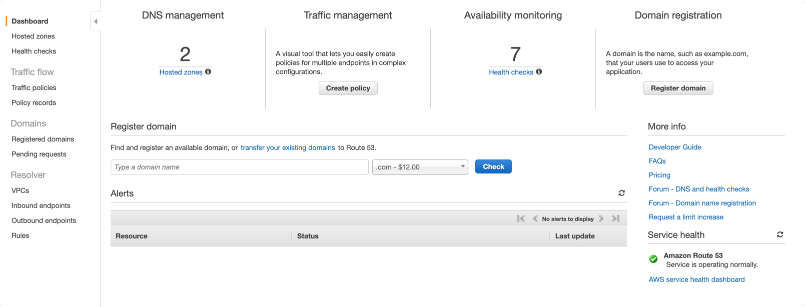 Dashboard
Hosted zones
Health checks
Traffic flow
Traffic policies
Policy records
Domains
Registered domains
Pending requests
Resolver
VPCs
Inbound endpoints
Outbound endpoints
Rules
DNS management
2
Hosted zones
Traffic management
A visual tool that lets you easily create
policies for multiple endpoints in complex
configurations.
Create policy
Availability monitoring
7
Health checks
Domain registration
A domain is the name, such as example.com,
that your users use to access your
application.
Register domain
Register domain
Find and register an available domain, or transfer your existing domains to Route 53.
Type a domain name
.com - $12.00
Check
Alerts
No alerts to display
Resource Status Last update
More info
Developer Guide
FAQs
Pricing
Forum - DNS and health checks
Forum - Domain name registration
Request a limit increase
Service health
Amazon Route 53
Service is operating normally.
AWS service health dashboard